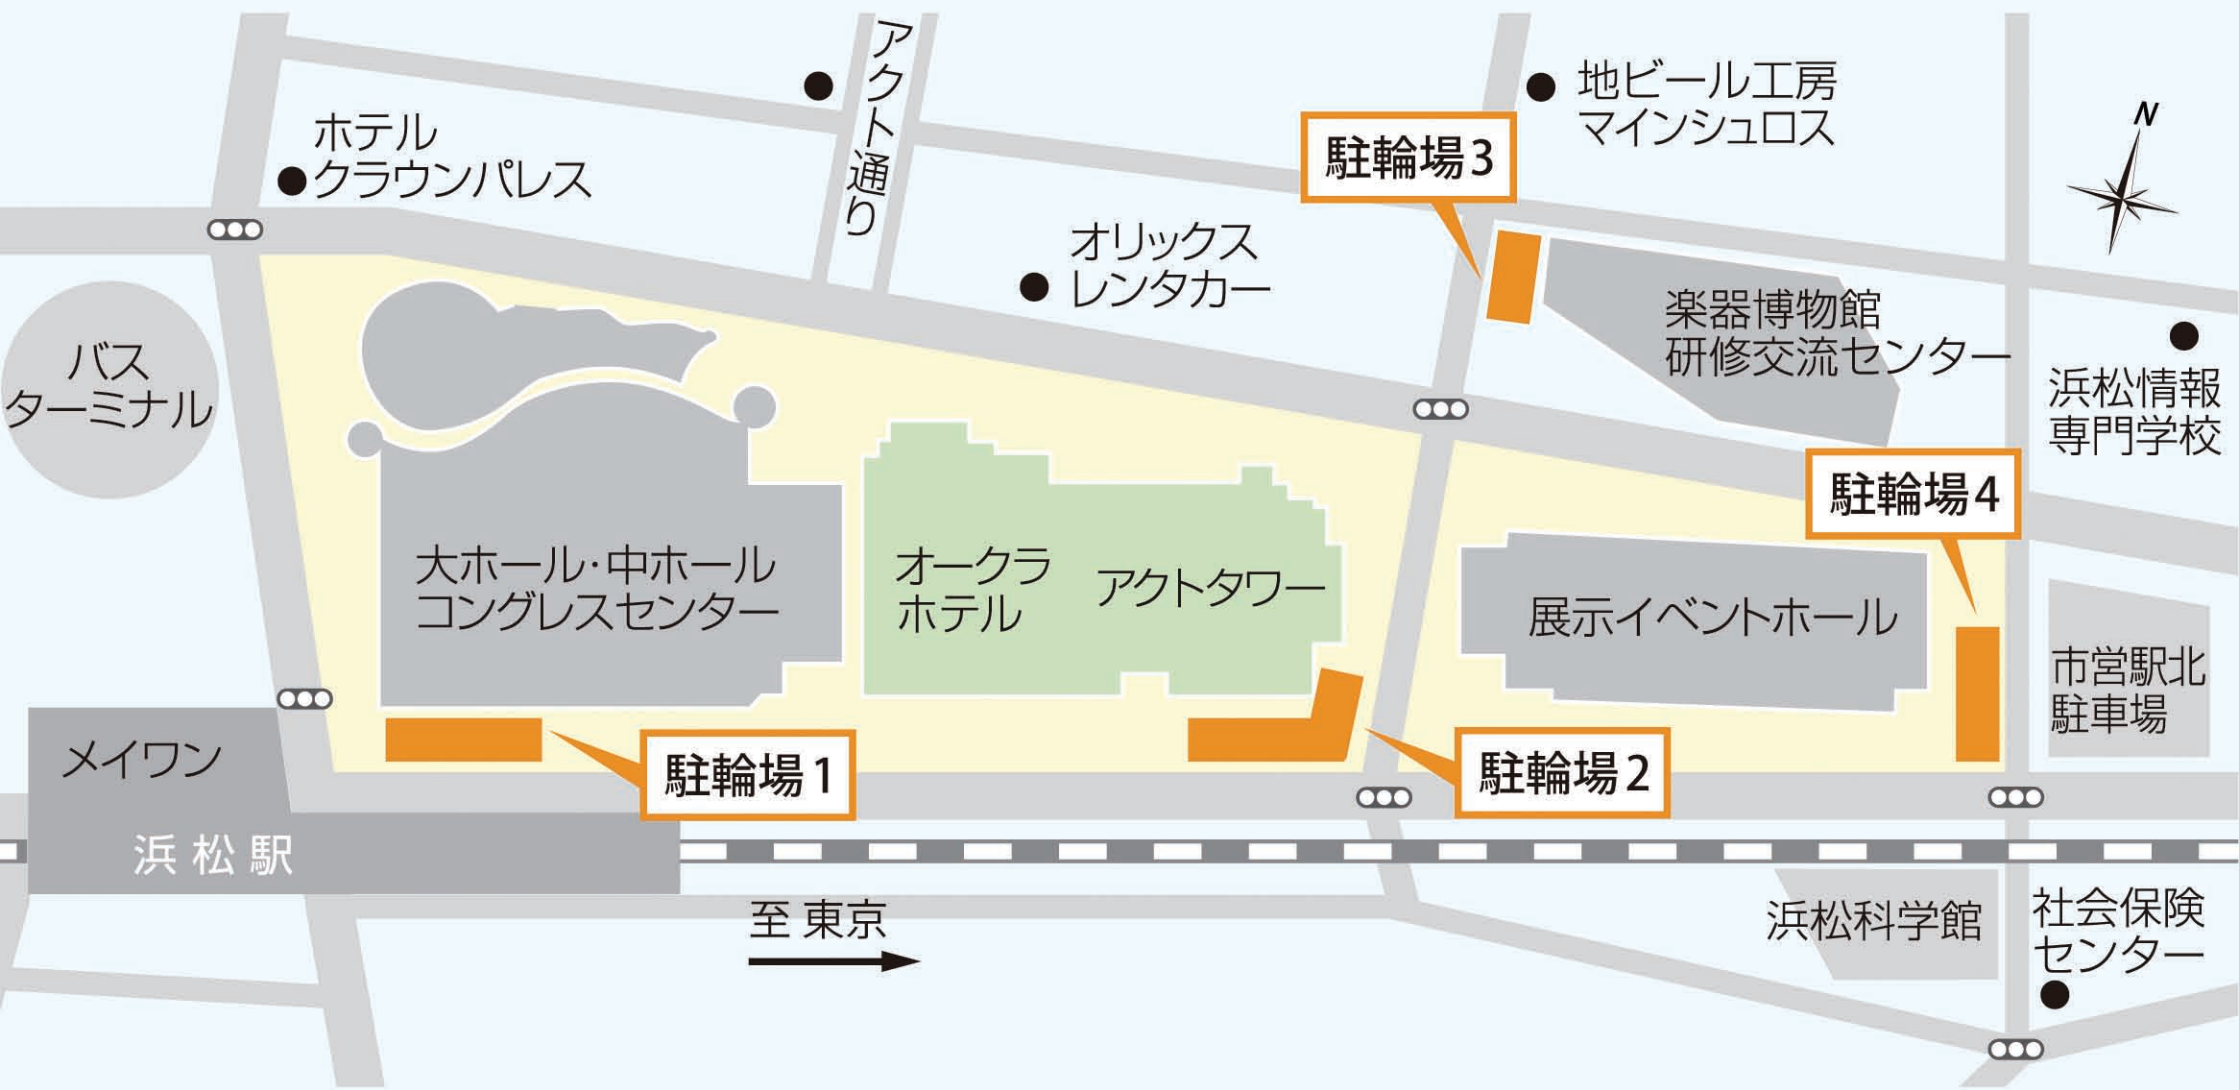 アクト通り
地ビール工房
マインシュロス
N
ホテル
クラウンパレス
駐輪場3
オリックス
レンタカー
楽器博物館
研修交流センター
バス
ターミナル
浜松情報
専門学校
駐輪場4
大ホール・中ホール
コングレスセンター
オークラ
ホテル
アクトタワー
展示イベントホール
市営駅北
駐車場
メイワン
駐輪場1
駐輪場2
浜松駅
至 東京
浜松科学館
社会保険
センター